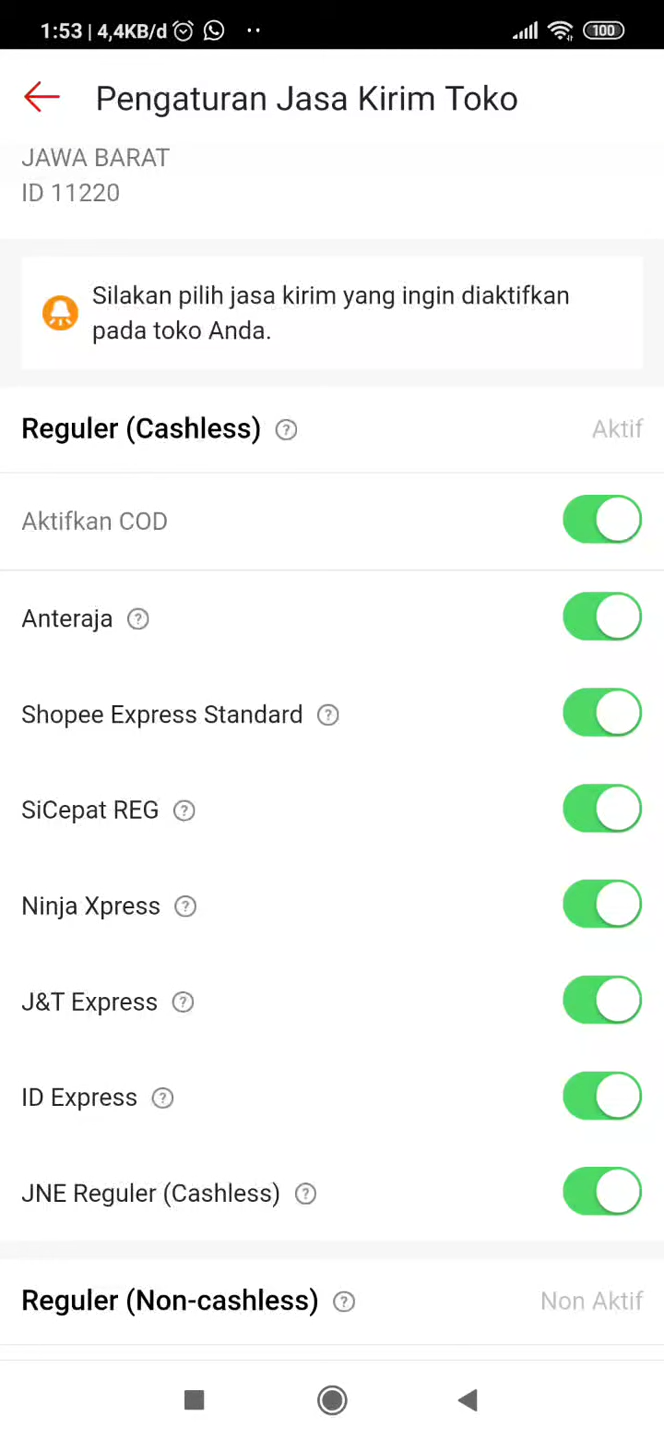 1:53 | 4,4KB/d
100
Pengaturan Jasa Kirim Toko
JAWA BARAT
ID 11220
Silakan pilih jasa kirim yang ingin diaktifkan
pada toko Anda.
Reguler (Cashless) ? Aktif
Aktifkan COD
Anteraja ?
Shopee Express Standard ?
SiCepat REG ?
Ninja Xpress ?
J&T Express ?
ID Express ?
JNE Reguler (Cashless) ?
Reguler (Non-cashless) ? Non Aktif